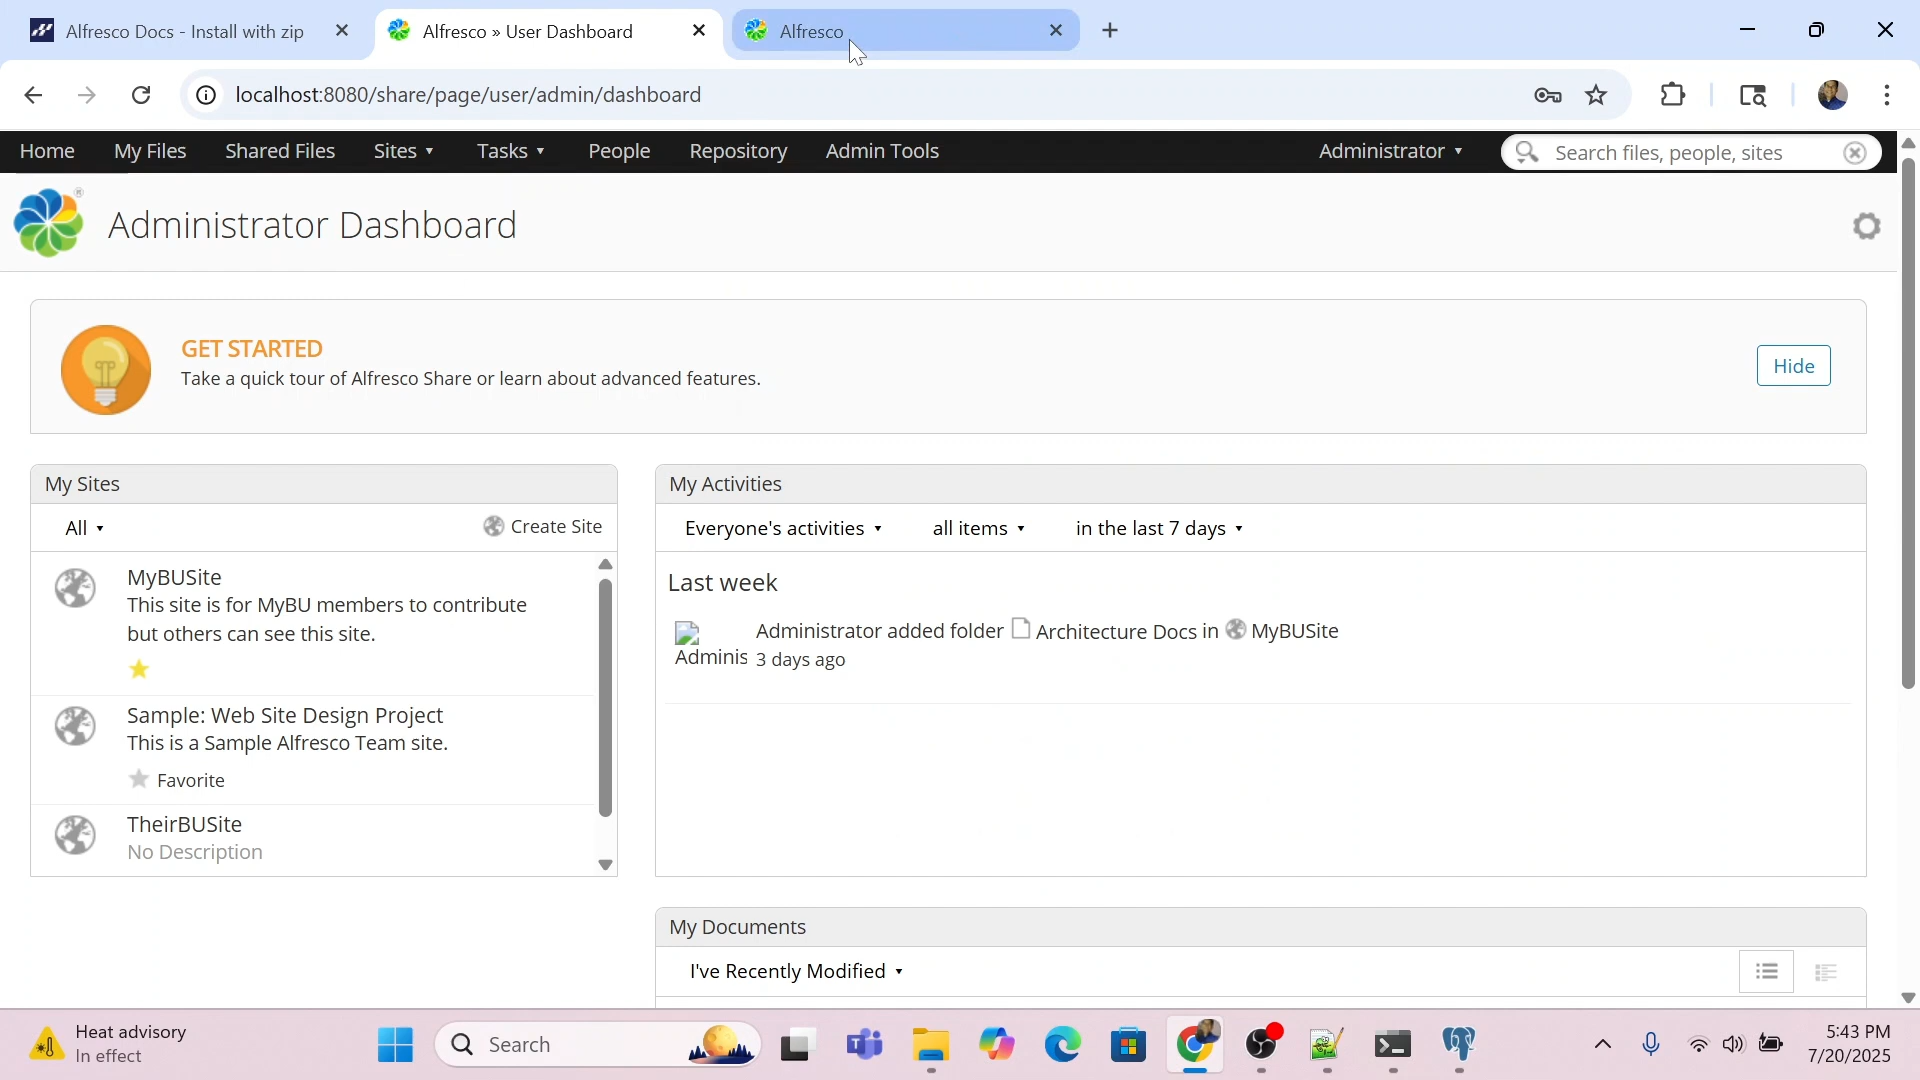 Alfresco Docs - Install with zip
Alfresco » User Dashboard
Alfresco
localhost:8080/share/page/user/admin/dashboard
Home My Files Shared Files Sites Tasks People Repository Admin Tools Administrator Search files, people, sites
Administrator Dashboard
GET STARTED
Take a quick tour of Alfresco Share or learn about advanced features.
Hide
My Sites
All Create Site
MyBUSite
This site is for MyBU members to contribute
but others can see this site.
Sample: Web Site Design Project
This is a Sample Alfresco Team site.
Favorite
TheirBUSite
No Description
My Activities
Everyone's activities all items in the last 7 days
Last week
Adminis
Administrator added folder Architecture Docs in MyBUSite
3 days ago
My Documents
I've Recently Modified
Heat advisory
In effect
Search
5:43 PM
7/20/2025